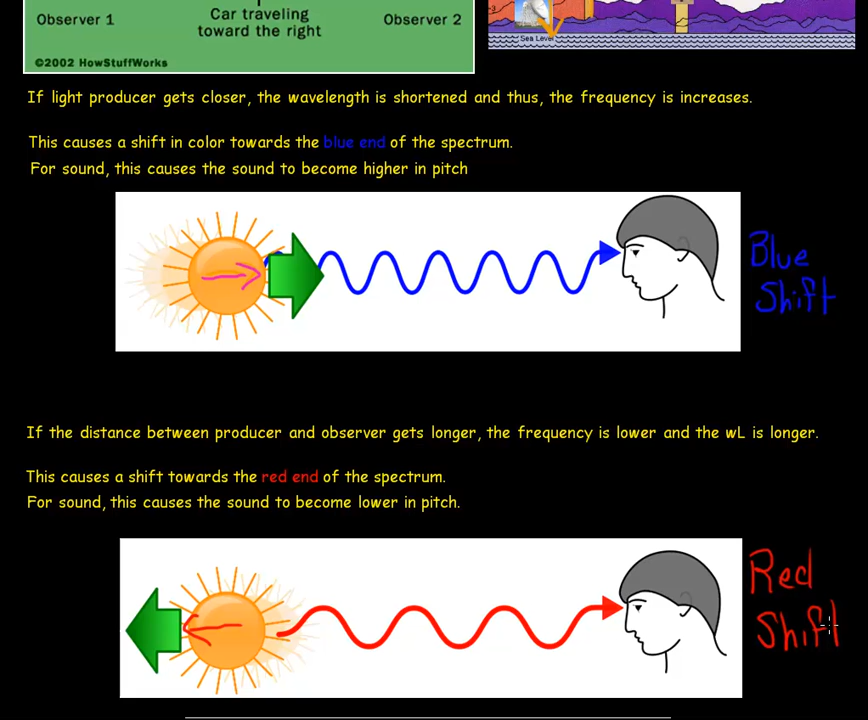 Observer 1
Car traveling
toward the right
Observer 2
©2002 HowStuffWorks
Sea Level
If light producer gets closer, the wavelength is shortened and thus, the frequency is increases.
This causes a shift in color towards the blue end of the spectrum.
For sound, this causes the sound to become higher in pitch
Blue
Shift
If the distance between producer and observer gets longer, the frequency is lower and the wL is longer.
This causes a shift towards the red end of the spectrum.
For sound, this causes the sound to become lower in pitch.
Red
Shift